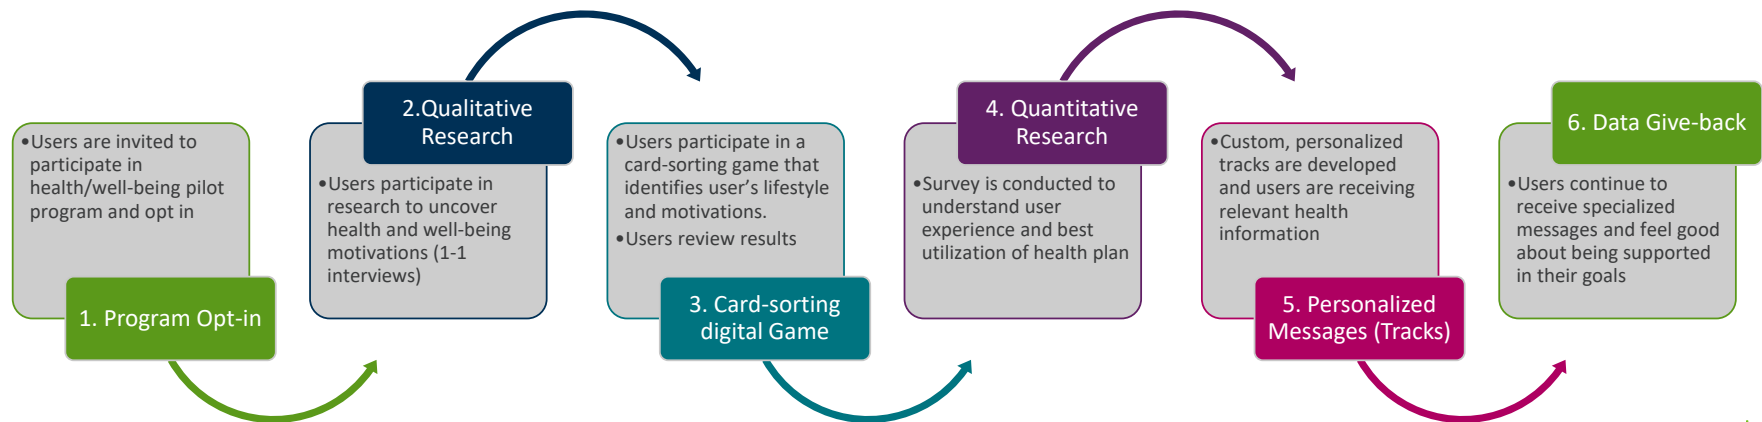 •Users are invited to
participate in
health/well-being pilot
program and opt in
1. Program Opt-in
2.Qualitative
Research
•Users participate in
research to uncover
health and well-being
motivations (1-1
interviews)
•Users participate in a
card-sorting game that
identifies user’s lifestyle
and motivations.
•Users review results
3. Card-sorting
digital Game
4. Quantitative
Research
•Survey is conducted to
understand user
experience and best
utilization of health plan
•Custom, personalized
tracks are developed
and users are receiving
relevant health
information
5. Personalized
Messages (Tracks)
6. Data Give-back
•Users continue to
receive specialized
messages and feel good
about being supported
in their goals